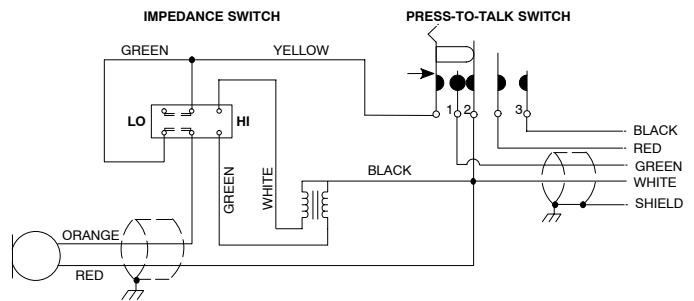 IMPEDANCE SWITCH
PRESS-TO-TALK SWITCH
GREEN
YELLOW
LO
HI
1
2
3
BLACK
RED
GREEN
WHITE
SHIELD
BLACK
GREEN
WHITE
ORANGE
RED